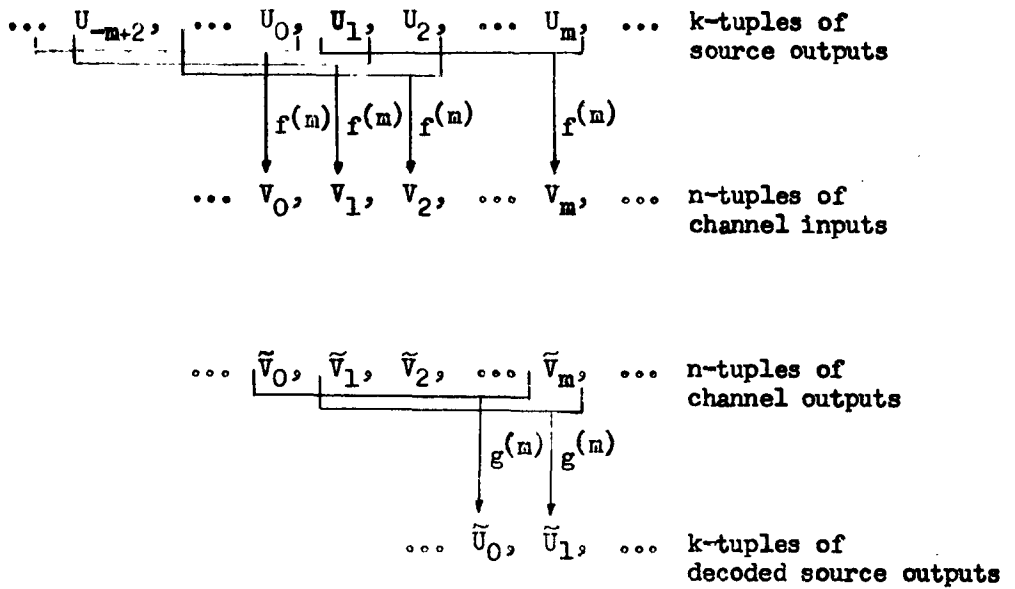 ... U_{-m+2}, ... U_0, U_1, U_2, ... U_m, ... k-tuples of
source outputs
f^(m) f^(m) f^(m) f^(m)
... V_0, V_1, V_2, ... V_m, ... n-tuples of
channel inputs
... Ṽ_0, Ṽ_1, Ṽ_2, ... Ṽ_m, ... n-tuples of
channel outputs
g^(m) g^(m)
... Ũ_0, Ũ_1, ... k-tuples of
decoded source outputs